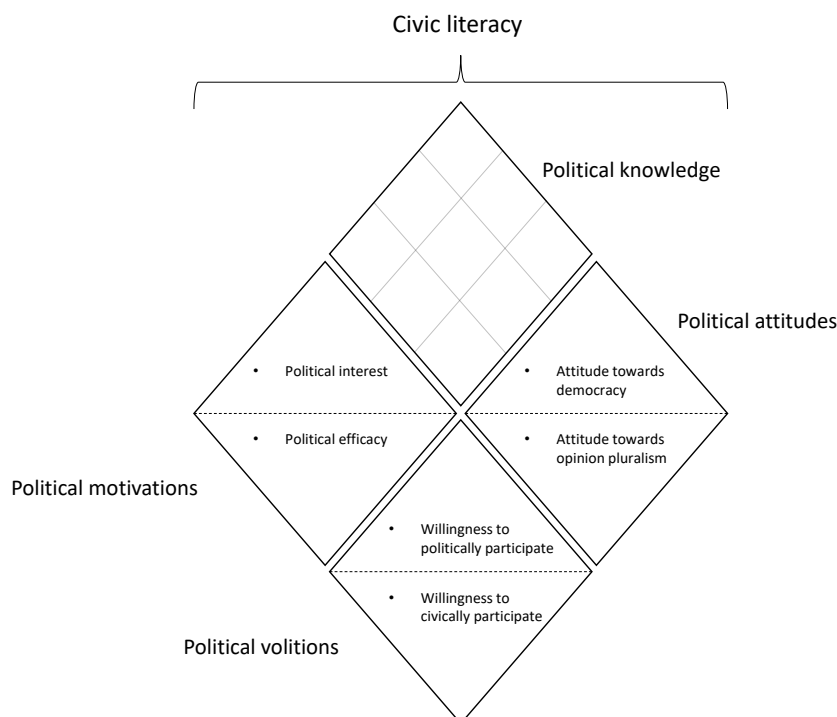 Civic literacy
Political knowledge
Political attitudes
• Political interest
• Attitude towards
democracy
• Political efficacy
• Attitude towards
opinion pluralism
Political motivations
• Willingness to
politically participate
• Willingness to
civically participate
Political volitions